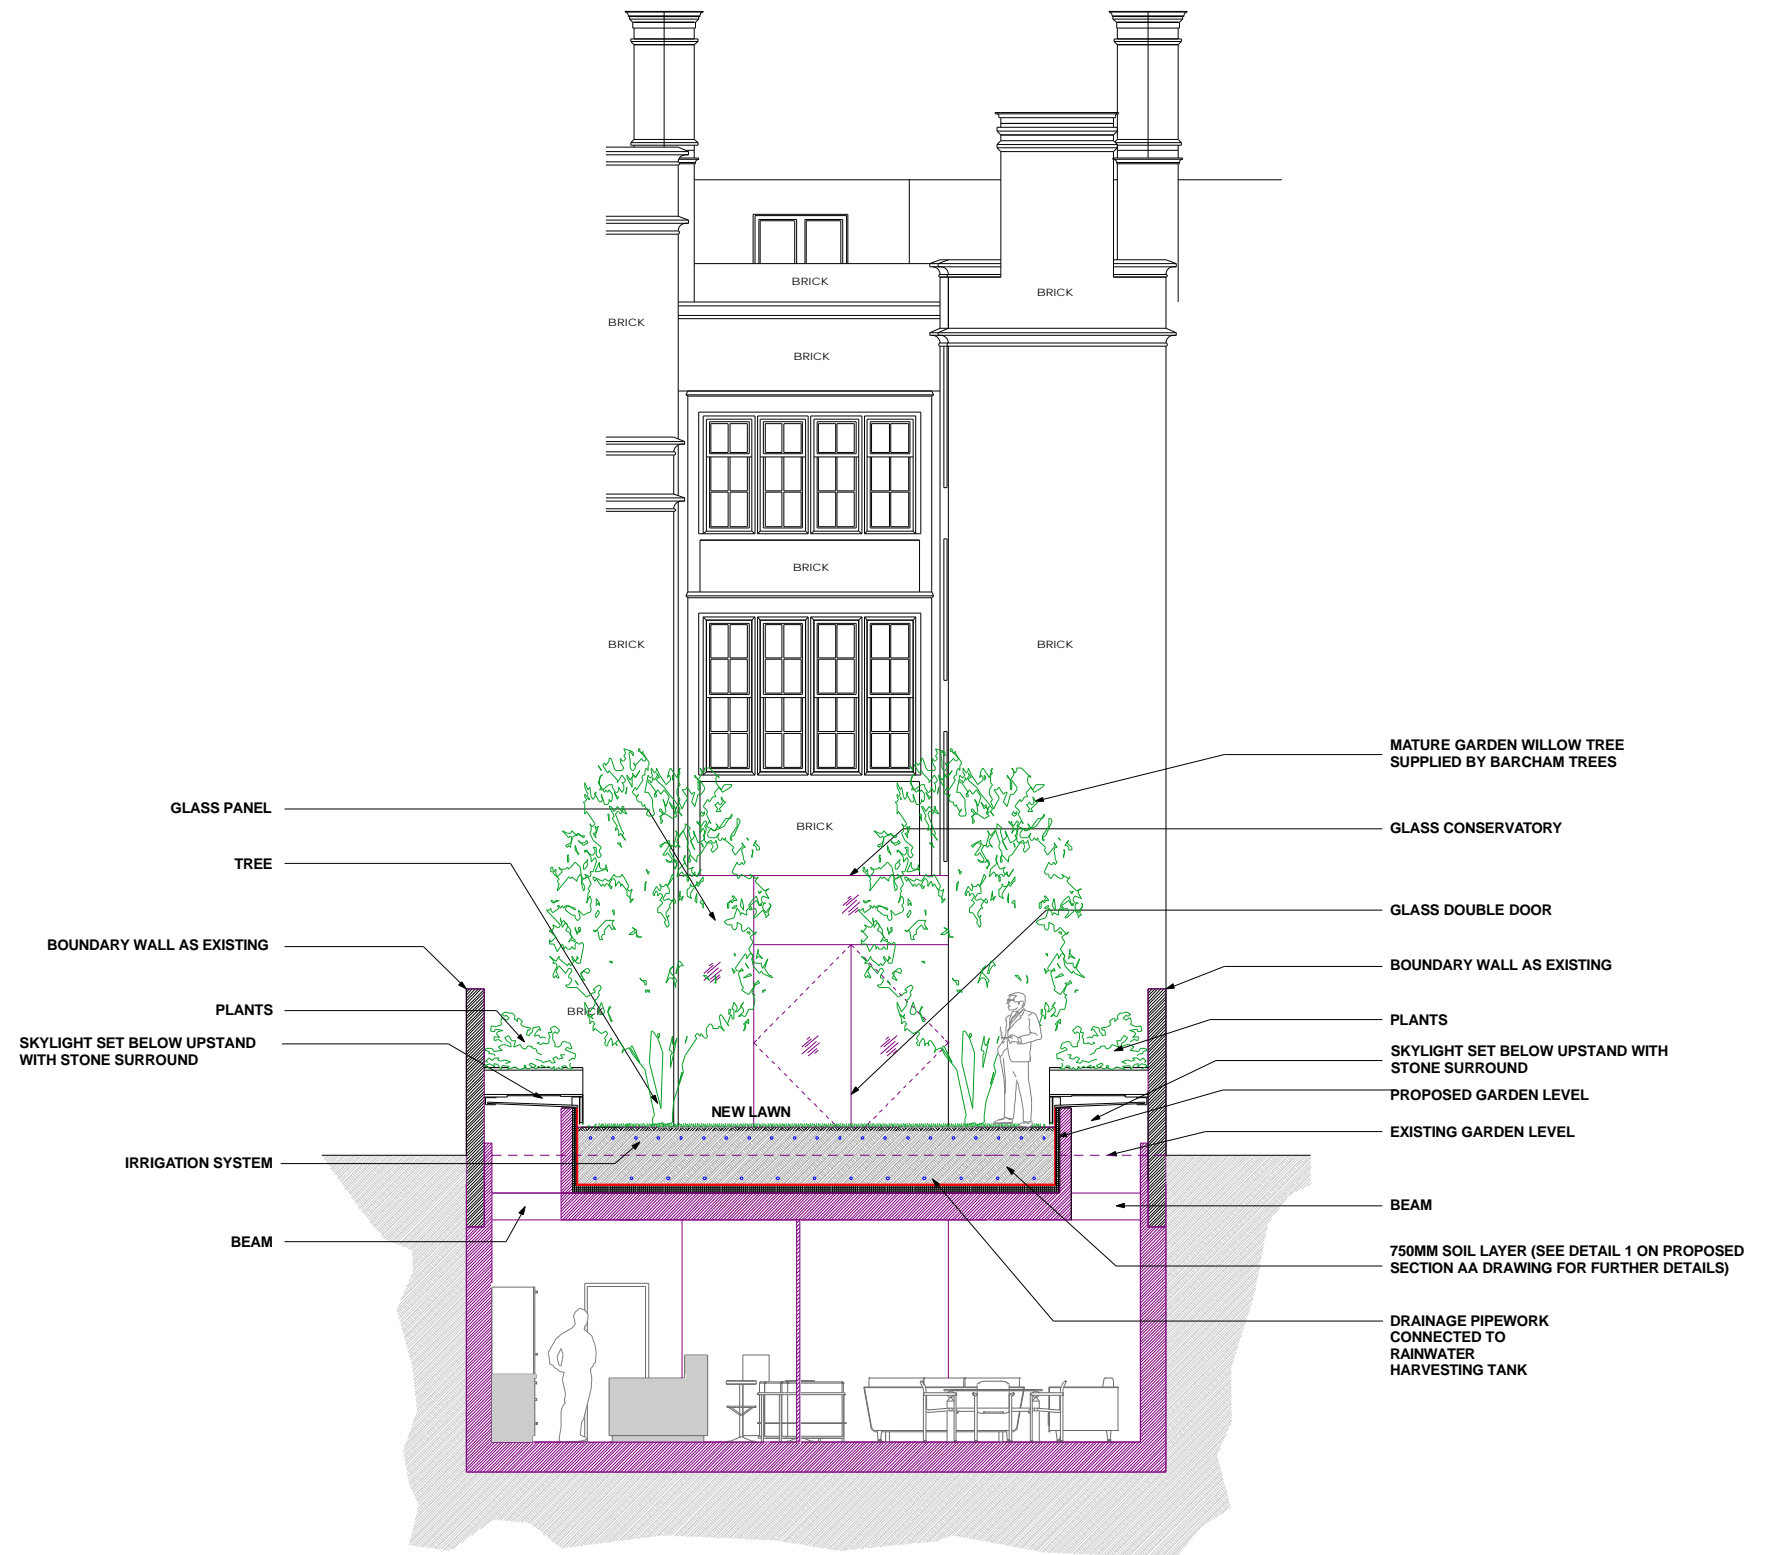 BRICK
BRICK
BRICK
BRICK
BRICK
BRICK
BRICK
BRICK
BRICK
NEW LAWN
GLASS PANEL
TREE
BOUNDARY WALL AS EXISTING
PLANTS
SKYLIGHT SET BELOW UPSTAND
WITH STONE SURROUND
IRRIGATION SYSTEM
BEAM
MATURE GARDEN WILLOW TREE
SUPPLIED BY BARCHAM TREES
GLASS CONSERVATORY
GLASS DOUBLE DOOR
BOUNDARY WALL AS EXISTING
PLANTS
SKYLIGHT SET BELOW UPSTAND WITH
STONE SURROUND
PROPOSED GARDEN LEVEL
EXISTING GARDEN LEVEL
BEAM
750MM SOIL LAYER (SEE DETAIL 1 ON PROPOSED
SECTION AA DRAWING FOR FURTHER DETAILS)
DRAINAGE PIPEWORK
CONNECTED TO
RAINWATER
HARVESTING TANK